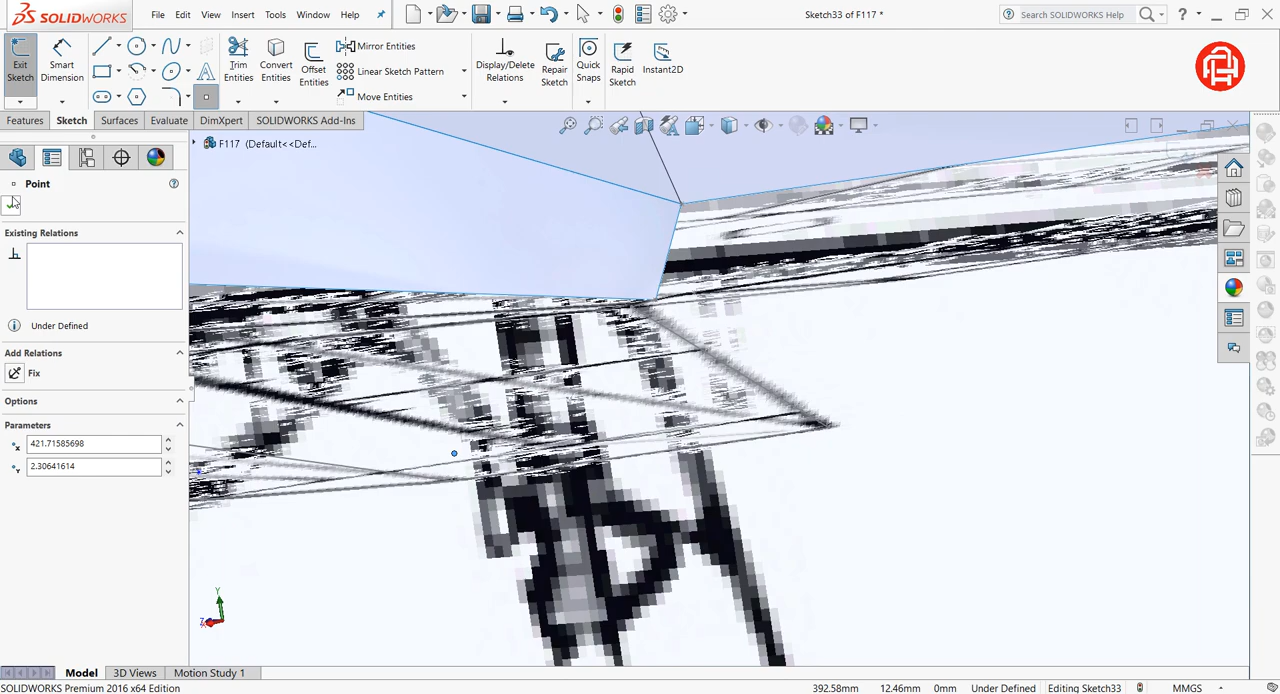 SOLIDWORKS
File Edit View Insert Tools Window Help
Sketch33 of F117 *
Search SOLIDWORKS Help
Exit Sketch
Smart Dimension
Trim Entities
Convert Entities
Offset Entities
Mirror Entities
Linear Sketch Pattern
Move Entities
Display/Delete Relations
Repair Sketch
Quick Snaps
Rapid Sketch
Instant2D
Features Sketch Surfaces Evaluate DimXpert SOLIDWORKS Add-Ins
F117 (Default<<Def...
Point
Existing Relations
Under Defined
Add Relations
Fix
Options
Parameters
421.71585698
2.30641614
Y
Z
Model 3D Views Motion Study 1
SOLIDWORKS Premium 2016 x64 Edition
392.58mm 12.46mm 0mm Under Defined Editing Sketch33 MMGS